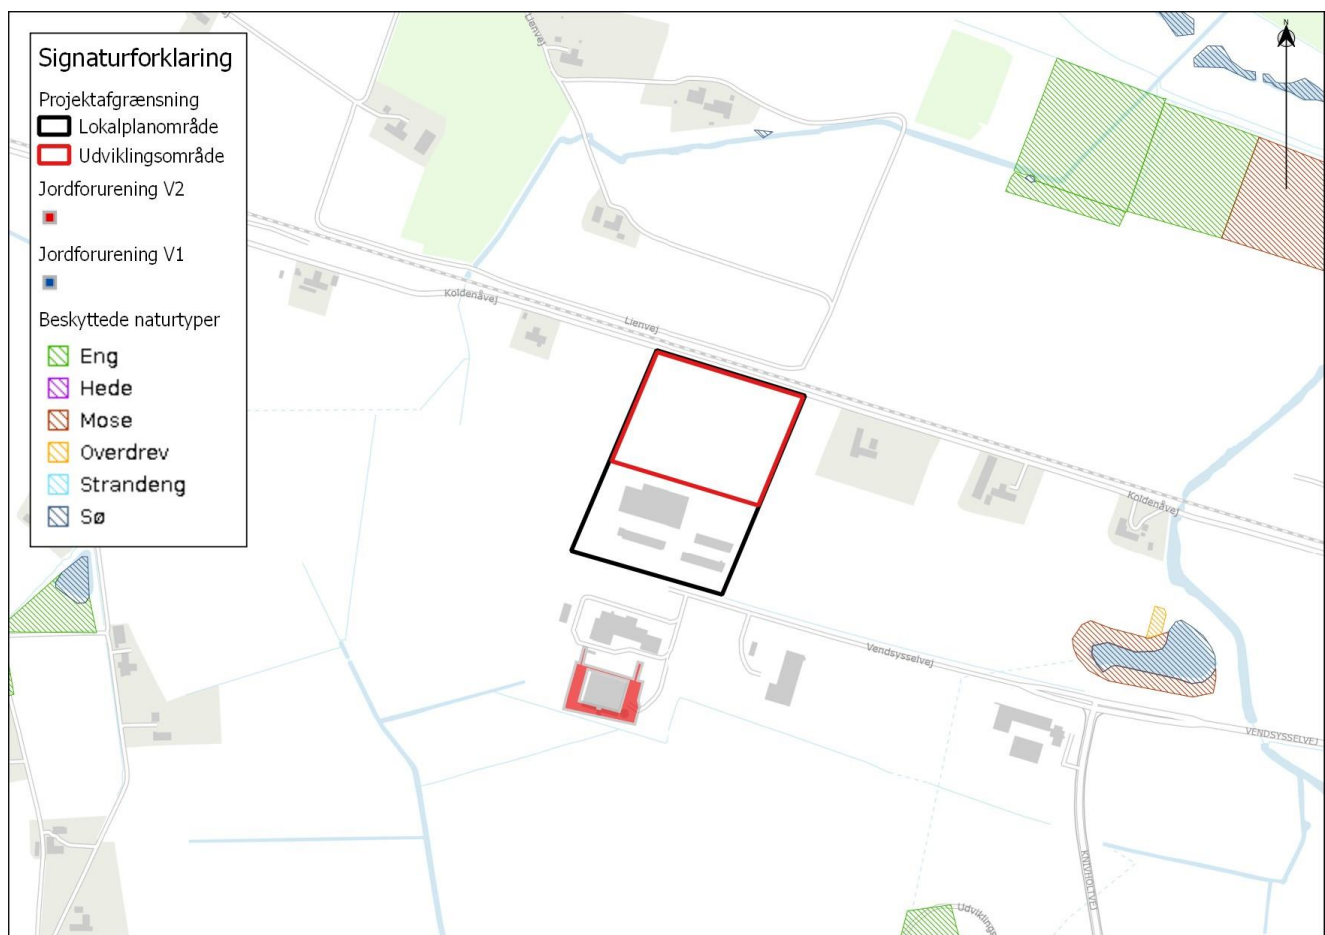 Signaturforklaring
Projektafgrænsning
Lokalplanområde
Udviklingsområde
Jordforurening V2
Jordforurening V1
Beskyttede naturtyper
Eng
Hede
Mose
Overdrev
Strandeng
Sø
N
Lienvej
Koldenåvej
Lienvej
Koldenåvej
Vendsysselvej
VENDSYSSELVEJ
KNIVHOLTVEJ